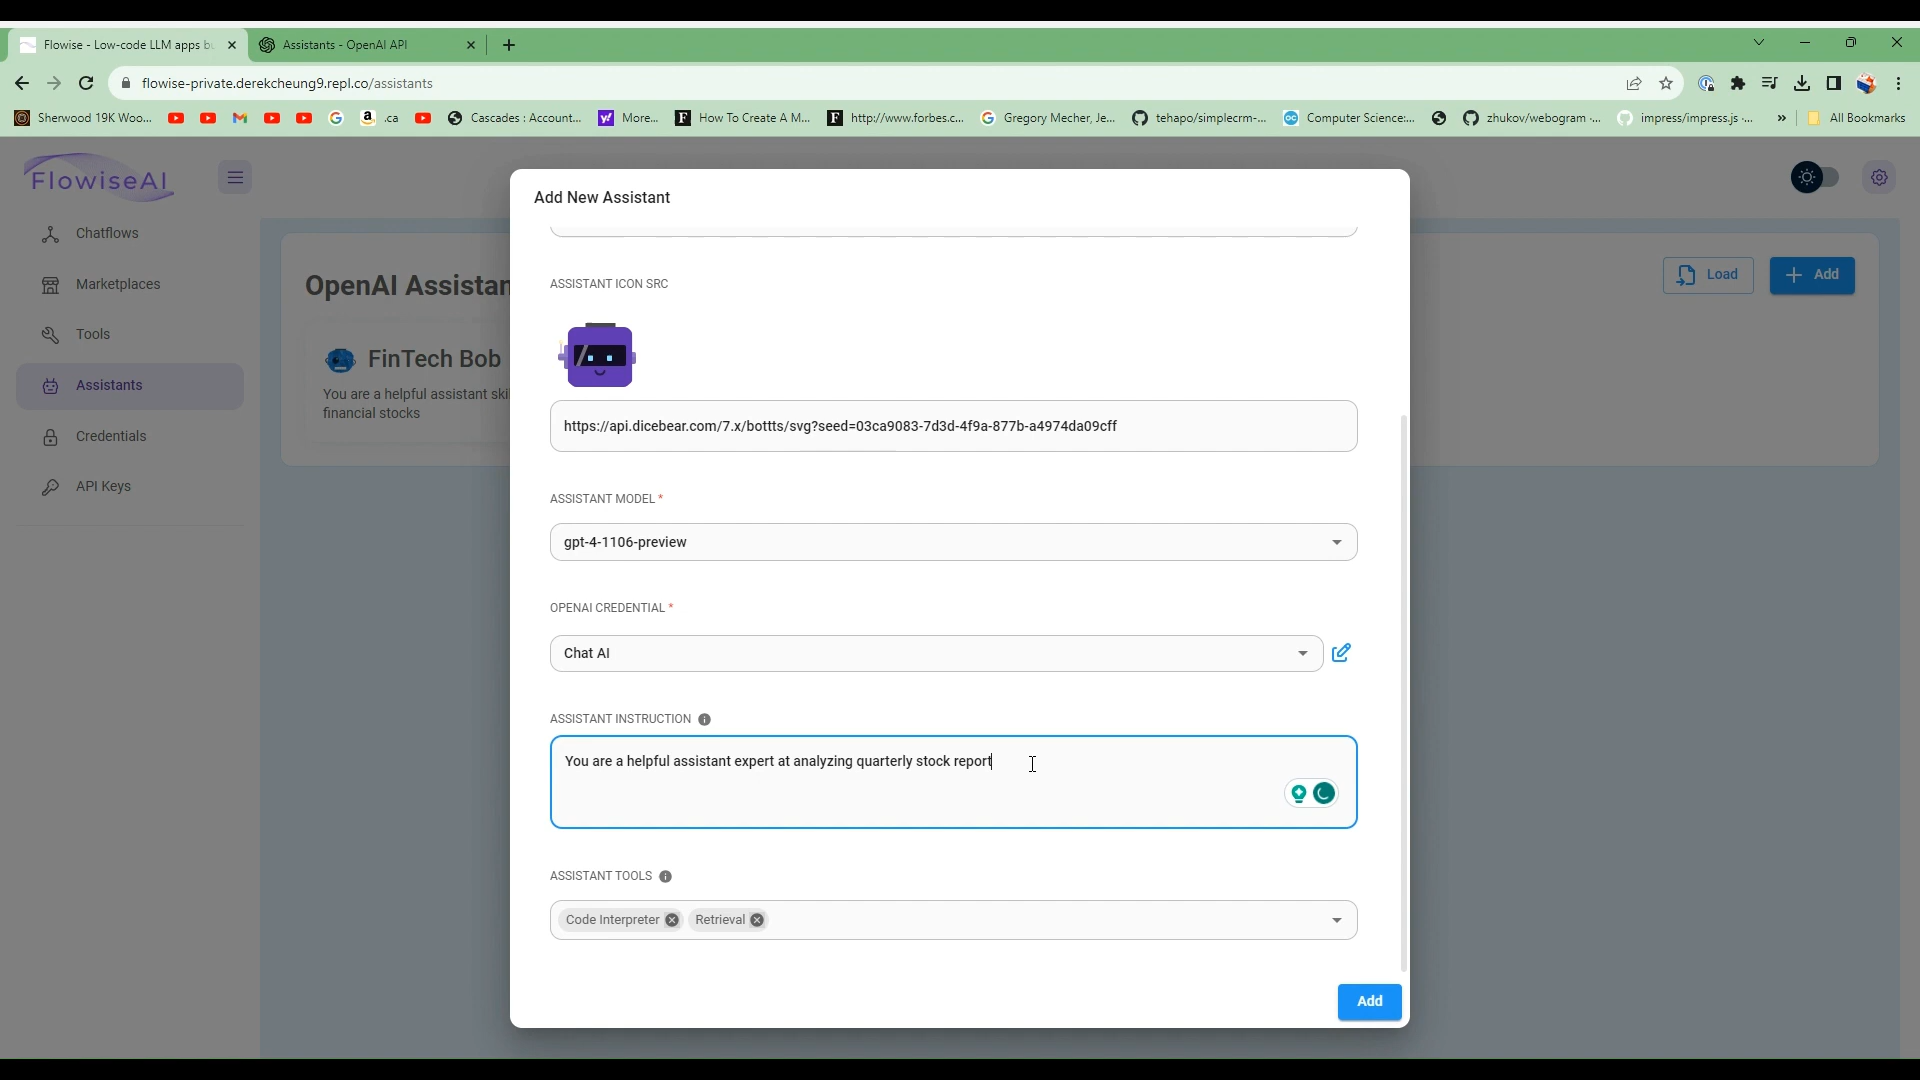 Flowise - Low-code LLM apps bu
Assistants - OpenAI API
flowise-private.derekcheung9.repl.co/assistants
Sherwood 19K Woo...
.ca
Cascades : Account...
More...
How To Create A M...
http://www.forbes.c...
Gregory Mecher, Je...
tehapo/simplecrm-...
Computer Science:...
zhukov/webogram ·...
impress/impress.js ·...
»
All Bookmarks
FlowiseAI
Chatflows
Marketplaces
Tools
Assistants
Credentials
API Keys
OpenAI Assistan
Load
Add
FinTech Bob
You are a helpful assistant ski
financial stocks
Add New Assistant
ASSISTANT ICON SRC
https://api.dicebear.com/7.x/bottts/svg?seed=03ca9083-7d3d-4f9a-877b-a4974da09cff
ASSISTANT MODEL *
gpt-4-1106-preview
OPENAI CREDENTIAL *
Chat AI
ASSISTANT INSTRUCTION
You are a helpful assistant expert at analyzing quarterly stock report
ASSISTANT TOOLS
Code Interpreter
Retrieval
Add